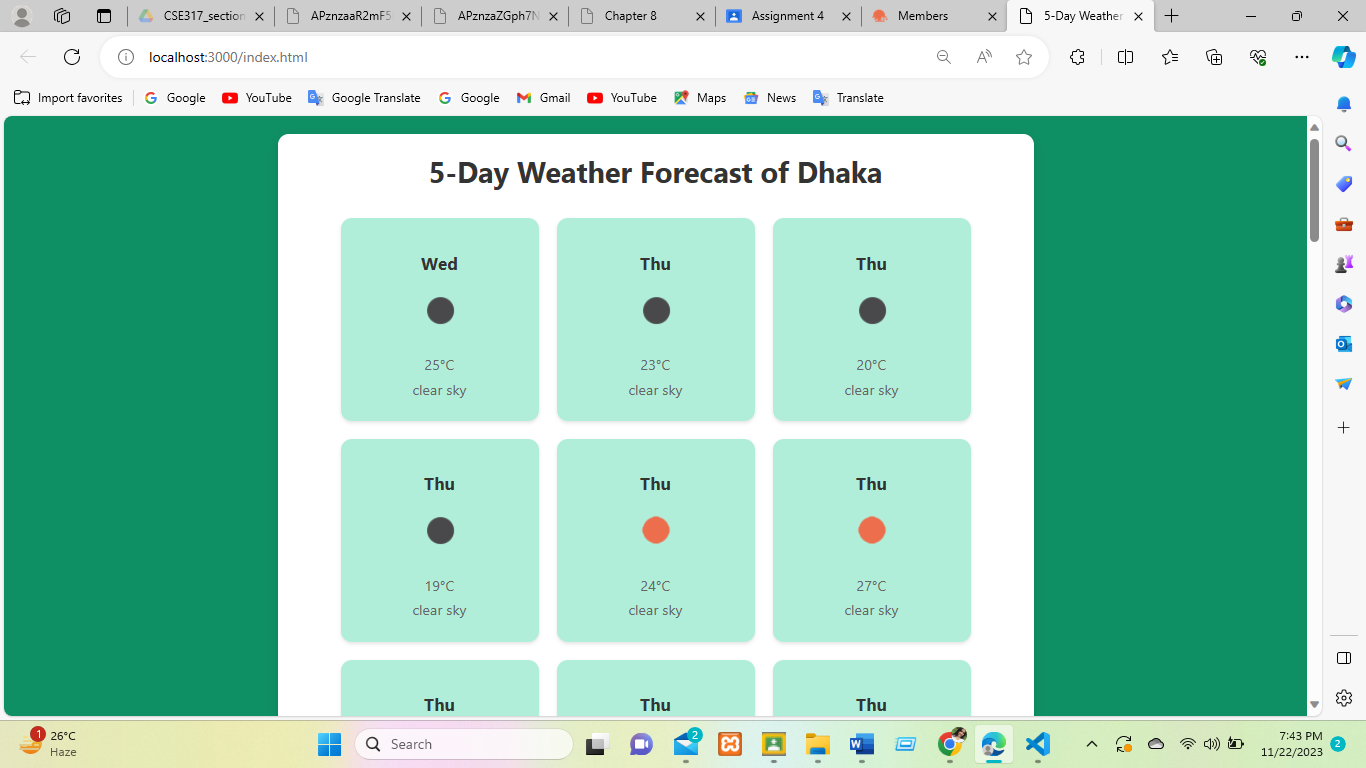 CSE317_section
APznzaaR2mF5
APznzaZGph7N
Chapter 8
Assignment 4
Members
5-Day Weather
localhost:3000/index.html
Import favorites
Google
YouTube
Google Translate
Google
Gmail
YouTube
Maps
News
Translate
5-Day Weather Forecast of Dhaka
Wed
Thu
Thu
25°C
23°C
20°C
clear sky
clear sky
clear sky
Thu
Thu
Thu
19°C
24°C
27°C
clear sky
clear sky
clear sky
Thu
Thu
Thu
1
26°C
Haze
Search
2
7:43 PM
11/22/2023
2